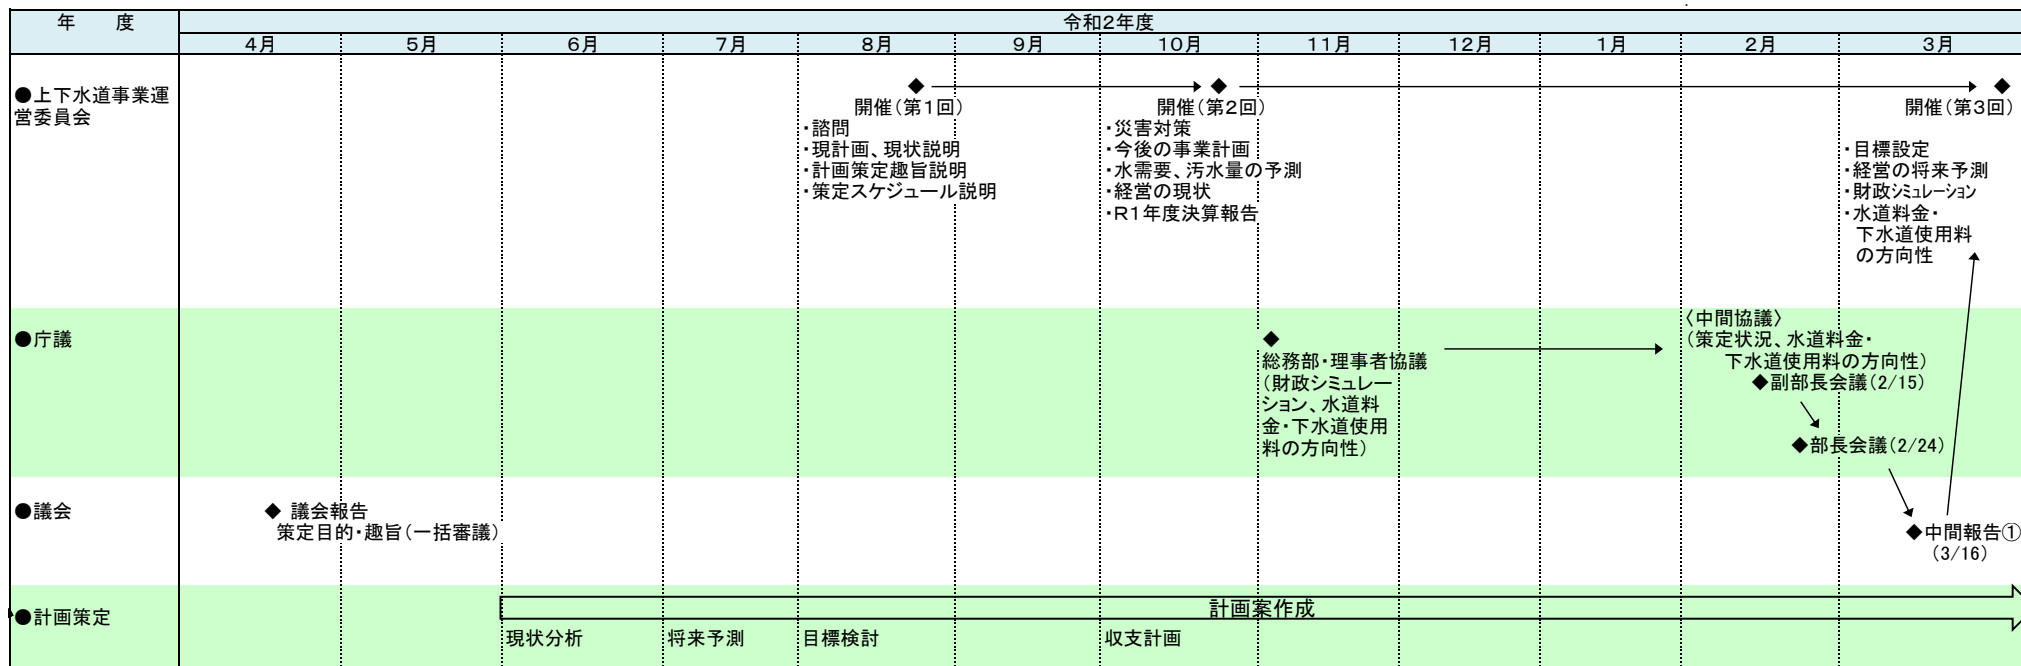 年　度
令和2年度
4月 5月 6月 7月 8月 9月 10月 11月 12月 1月 2月 3月
●上下水道事業運
営委員会
◆
開催(第1回)
・諮問
・現計画、現状説明
・計画策定趣旨説明
・策定スケジュール説明
◆
開催(第2回)
・災害対策
・今後の事業計画
・水需要、汚水量の予測
・経営の現状
・R1年度決算報告
◆
開催(第3回)
・目標設定
・経営の将来予測
・財政シミュレーション
・水道料金・
下水道使用料
の方向性
●庁議
◆
総務部・理事者協議
(財政シミュレー
ション、水道料
金・下水道使用
料の方向性)
〈中間協議〉
(策定状況、水道料金・
下水道使用料の方向性)
◆副部長会議(2/15)
◆部長会議(2/24)
●議会
◆ 議会報告
策定目的・趣旨(一括審議)
◆中間報告①
(3/16)
●計画策定
計画案作成
現状分析
将来予測
目標検討
収支計画